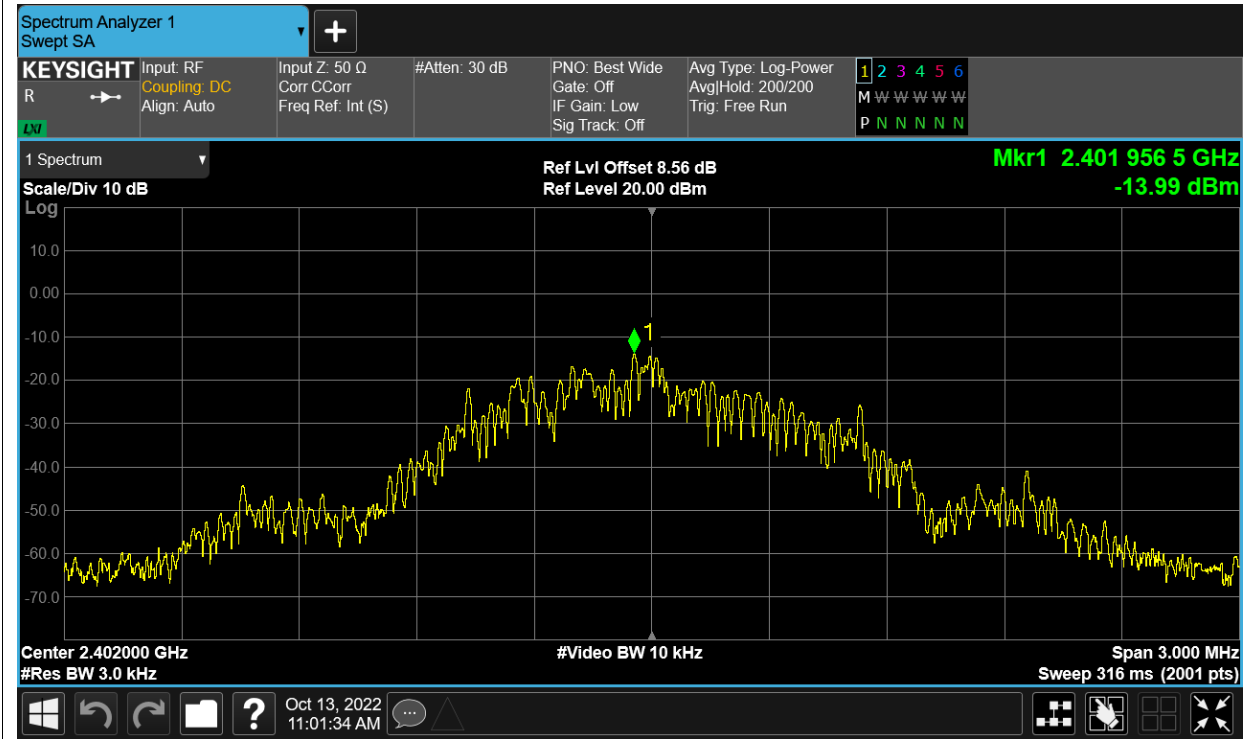 Spectrum Analyzer 1
Swept SA
KEYSIGHT
R
LXI
Input: RF
Coupling: DC
Align: Auto
Input Z: 50 Ω
Corr CCorr
Freq Ref: Int (S)
#Atten: 30 dB
PNO: Best Wide
Gate: Off
IF Gain: Low
Sig Track: Off
Avg Type: Log-Power
Avg|Hold: 200/200
Trig: Free Run
1 2 3 4 5 6
M W W W W W
P N N N N N
1 Spectrum
Scale/Div 10 dB
Ref Lvl Offset 8.56 dB
Ref Level 20.00 dBm
Mkr1 2.401 956 5 GHz
-13.99 dBm
Log
10.0
0.00
-10.0
1
-20.0
-30.0
-40.0
-50.0
-60.0
-70.0
Center 2.402000 GHz
#Video BW 10 kHz
Span 3.000 MHz
#Res BW 3.0 kHz
Sweep 316 ms (2001 pts)
?
Oct 13, 2022
11:01:34 AM